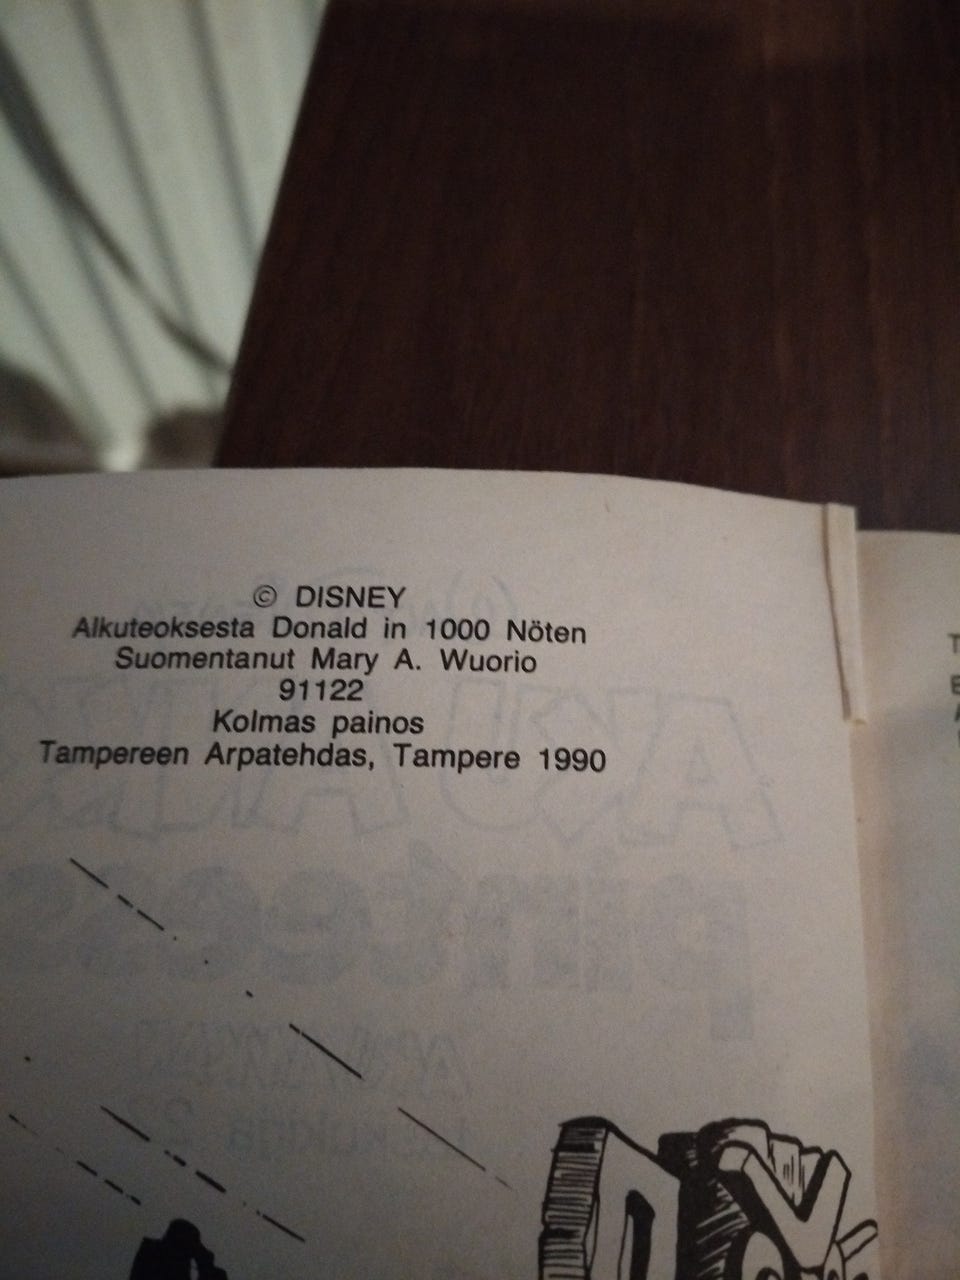 © DISNEY
Alkuteoksesta Donald in 1000 Nöten
Suomentanut Mary A. Wuorio
91122
Kolmas painos
Tampereen Arpatehdas, Tampere 1990